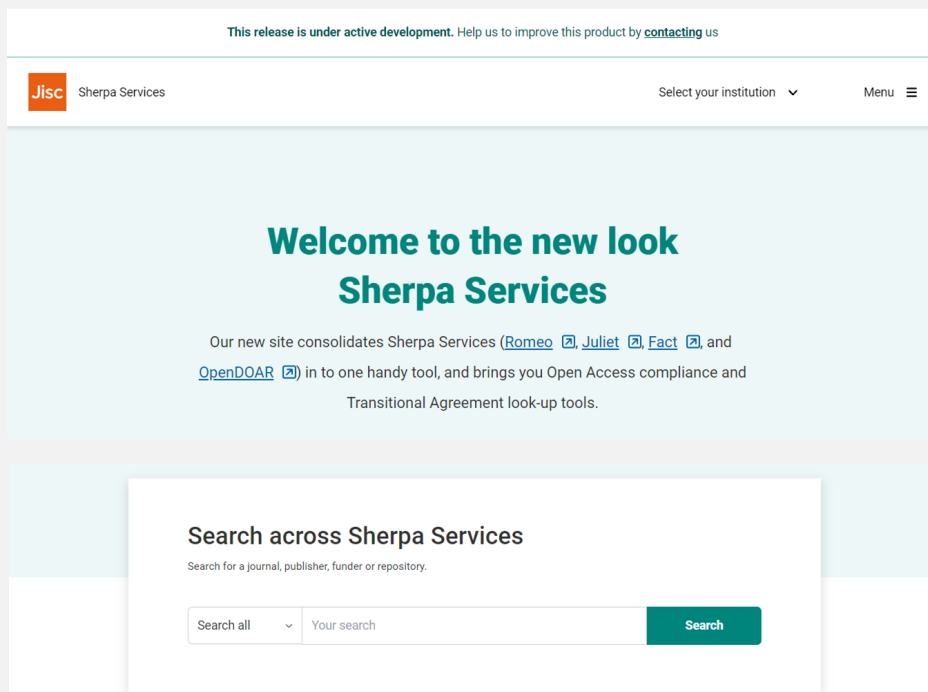 This release is under active development. Help us to improve this product by contacting us
Jisc Sherpa Services Select your institution Menu
Welcome to the new look
Sherpa Services
Our new site consolidates Sherpa Services (Romeo, Juliet, Fact, and
OpenDOAR) in to one handy tool, and brings you Open Access compliance and
Transitional Agreement look-up tools.
Search across Sherpa Services
Search for a journal, publisher, funder or repository.
Search all Your search Search